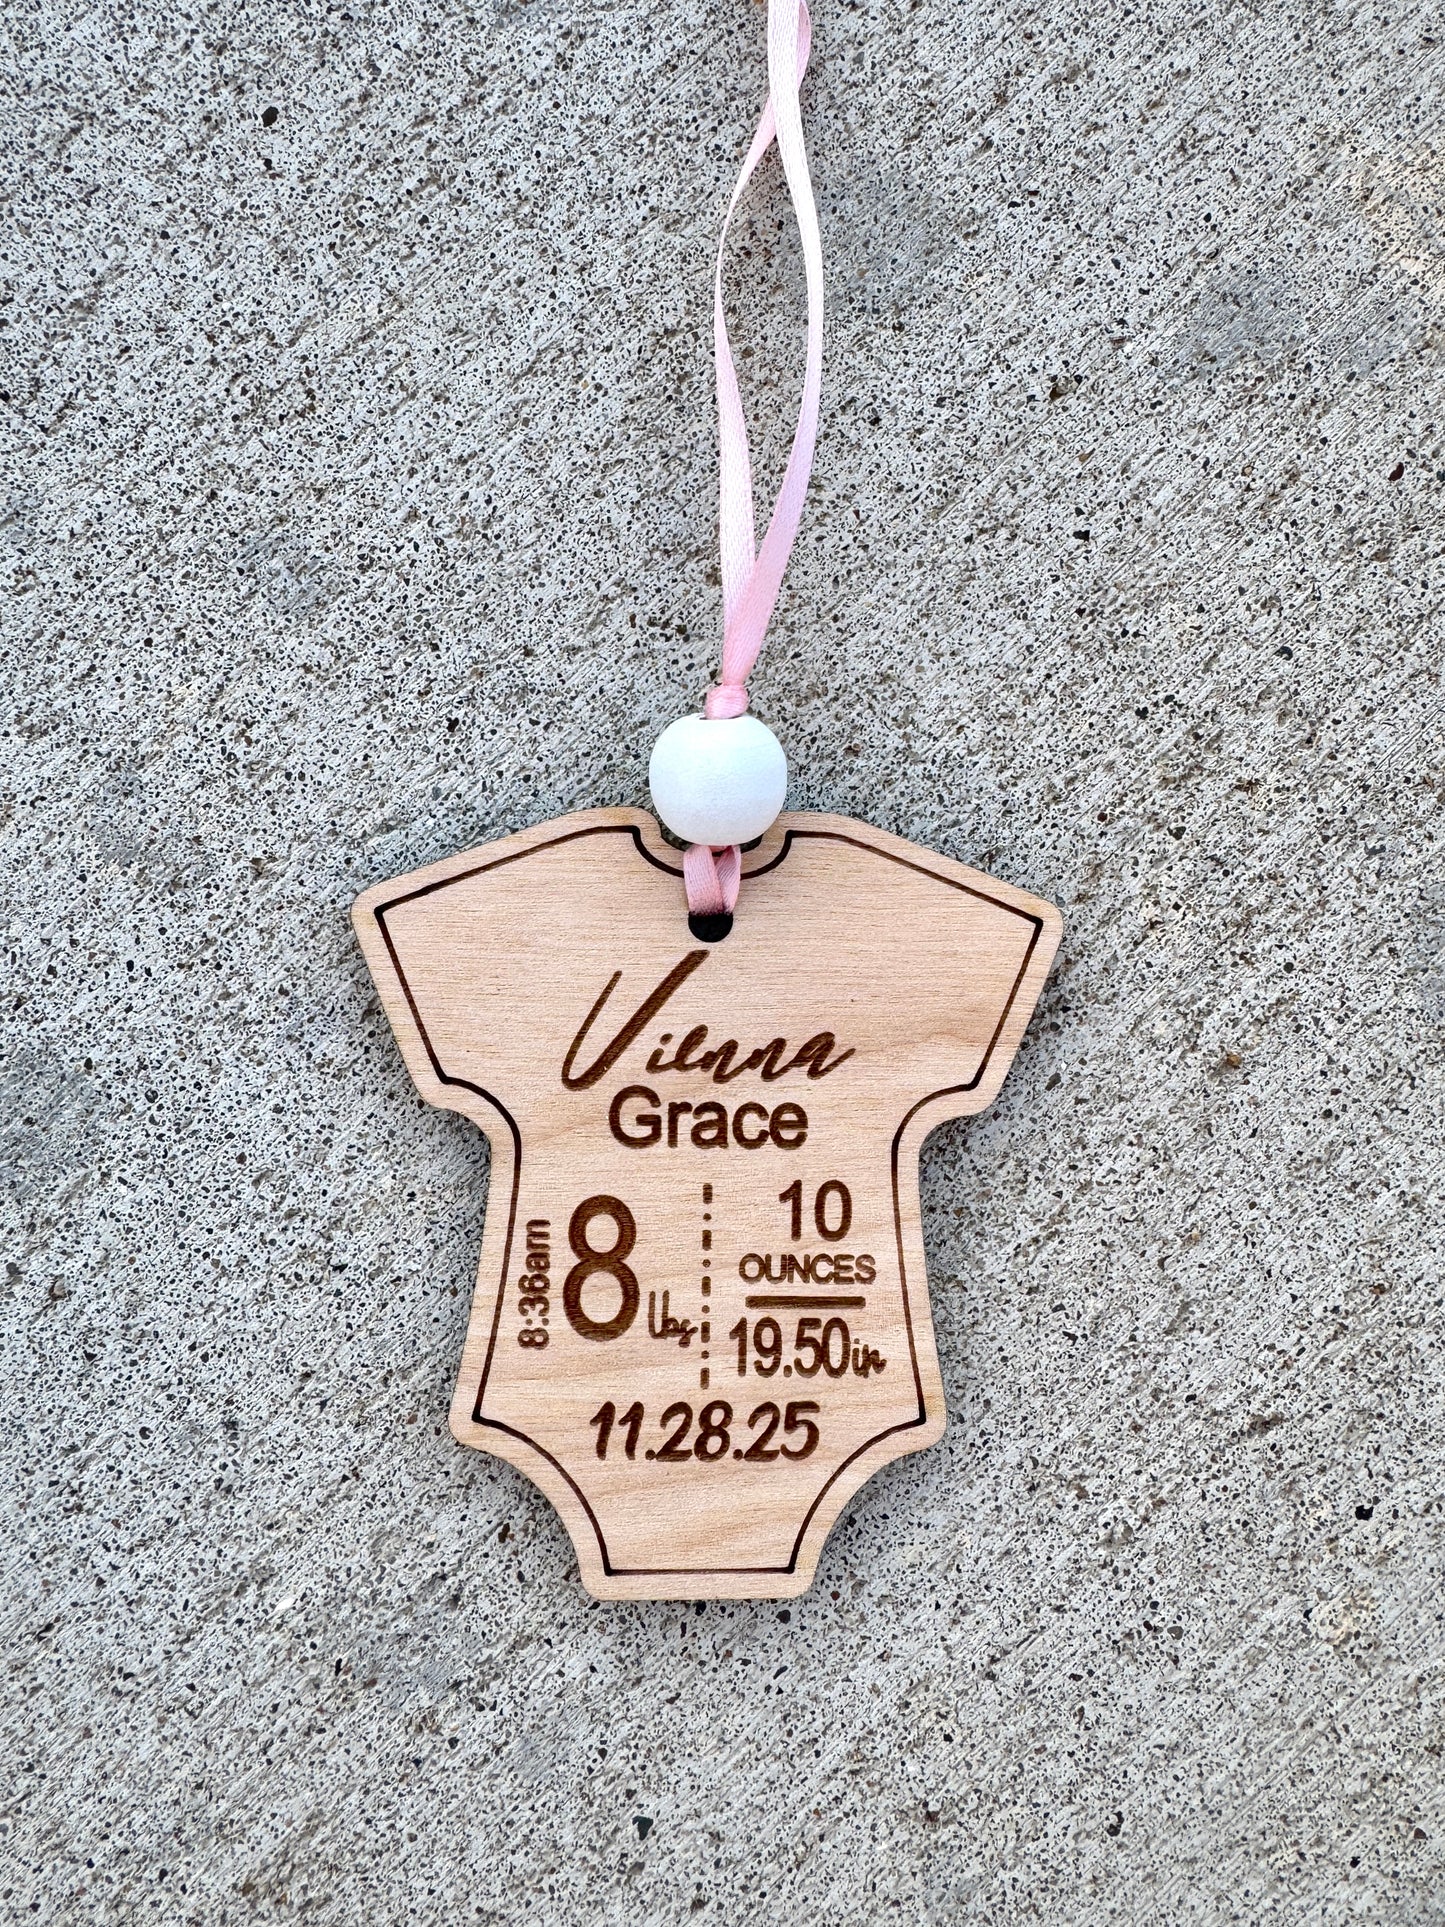 Vienna
Grace
8:36am
8 lbs
10
OUNCES
19.50in
11.28.25